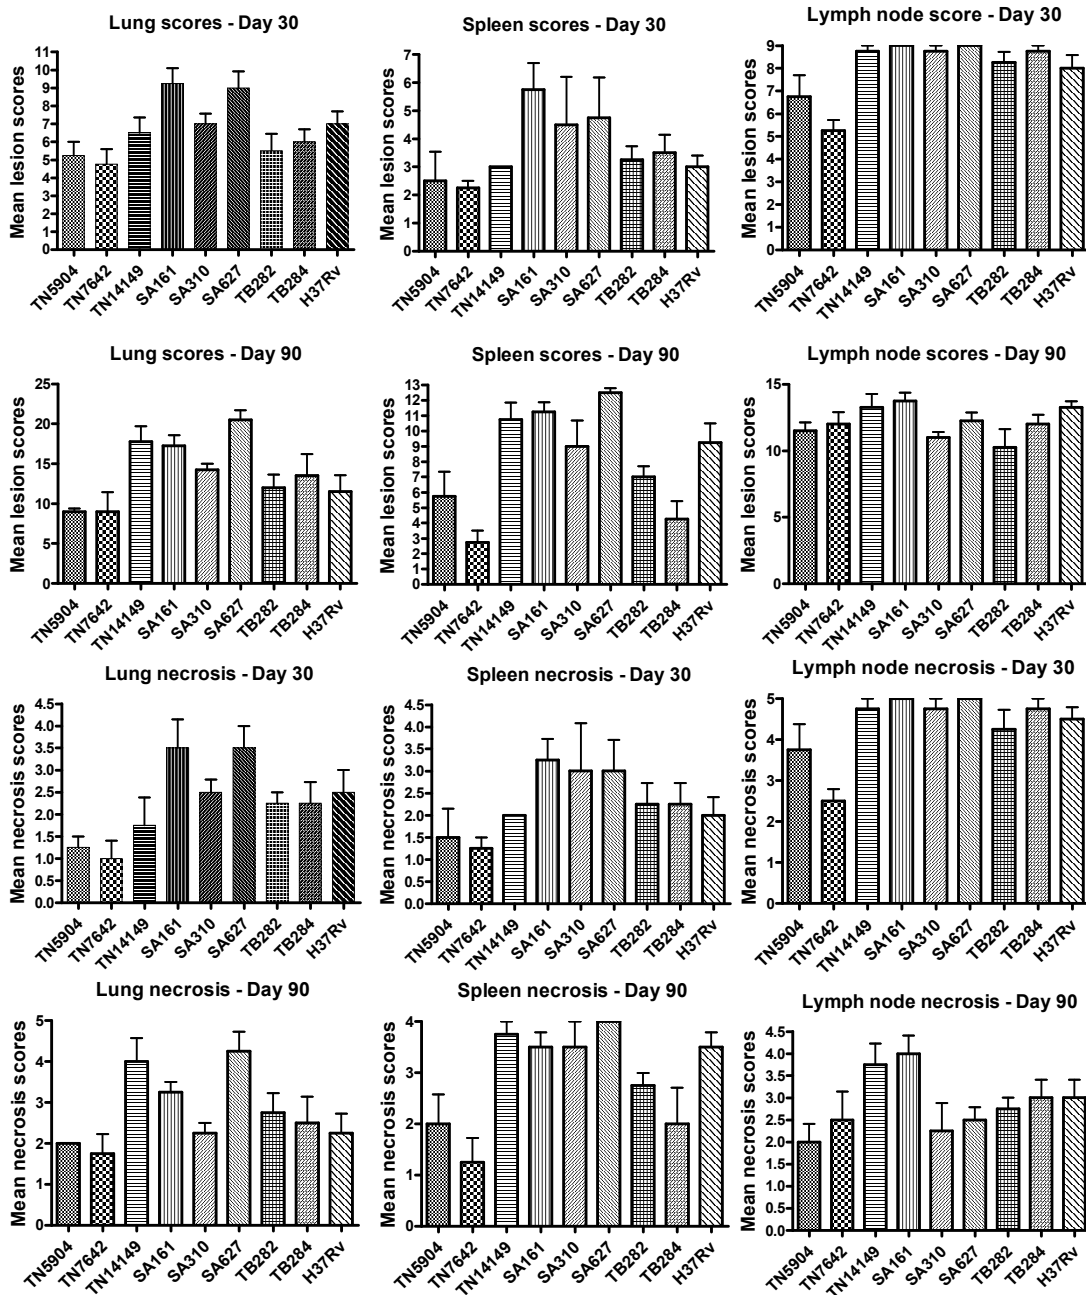 Lung scores - Day 30
Mean lesion scores
11
10
9
8
7
6
5
4
3
2
1
0
TN5904
TN7642
TN14149
SA161
SA310
SA627
TB282
TB284
H37Rv
Spleen scores - Day 30
Mean lesion scores
7
6
5
4
3
2
1
0
TN5904
TN7642
TN14149
SA161
SA310
SA627
TB282
TB284
H37Rv
Lymph node score - Day 30
Mean lesion scores
9
8
7
6
5
4
3
2
1
0
TN5904
TN7642
TN14149
SA161
SA310
SA627
TB282
TB284
H37Rv
Lung scores - Day 90
Mean lesion scores
25
20
15
10
5
0
TN5904
TN7642
TN14149
SA161
SA310
SA627
TB282
TB284
H37Rv
Spleen scores - Day 90
Mean lesion scores
13
12
11
10
9
8
7
6
5
4
3
2
1
0
TN5904
TN7642
TN14149
SA161
SA310
SA627
TB282
TB284
H37Rv
Lymph node scores - Day 90
Mean lesion scores
15
10
5
0
TN5904
TN7642
TN14149
SA161
SA310
SA627
TB282
TB284
H37Rv
Lung necrosis - Day 30
Mean necrosis scores
4.5
4.0
3.5
3.0
2.5
2.0
1.5
1.0
0.5
0.0
TN5904
TN7642
TN14149
SA161
SA310
SA627
TB282
TB284
H37Rv
Spleen necrosis - Day 30
Mean necrosis scores
4.5
4.0
3.5
3.0
2.5
2.0
1.5
1.0
0.5
0.0
TN5904
TN7642
TN14149
SA161
SA310
SA627
TB282
TB284
H37Rv
Lymph node necrosis - Day 30
Mean necrosis scores
5
4
3
2
1
0
TN5904
TN7642
TN14149
SA161
SA310
SA627
TB282
TB284
H37Rv
Lung necrosis - Day 90
Mean necrosis scores
5
4
3
2
1
0
TN5904
TN7642
TN14149
SA161
SA310
SA627
TB282
TB284
H37Rv
Spleen necrosis - Day 90
Mean necrosis scores
4
3
2
1
0
TN5904
TN7642
TN14149
SA161
SA310
SA627
TB282
TB284
H37Rv
Lymph node necrosis - Day 90
Mean necrosis scores
4.5
4.0
3.5
3.0
2.5
2.0
1.5
1.0
0.5
0.0
TN5904
TN7642
TN14149
SA161
SA310
SA627
TB282
TB284
H37Rv